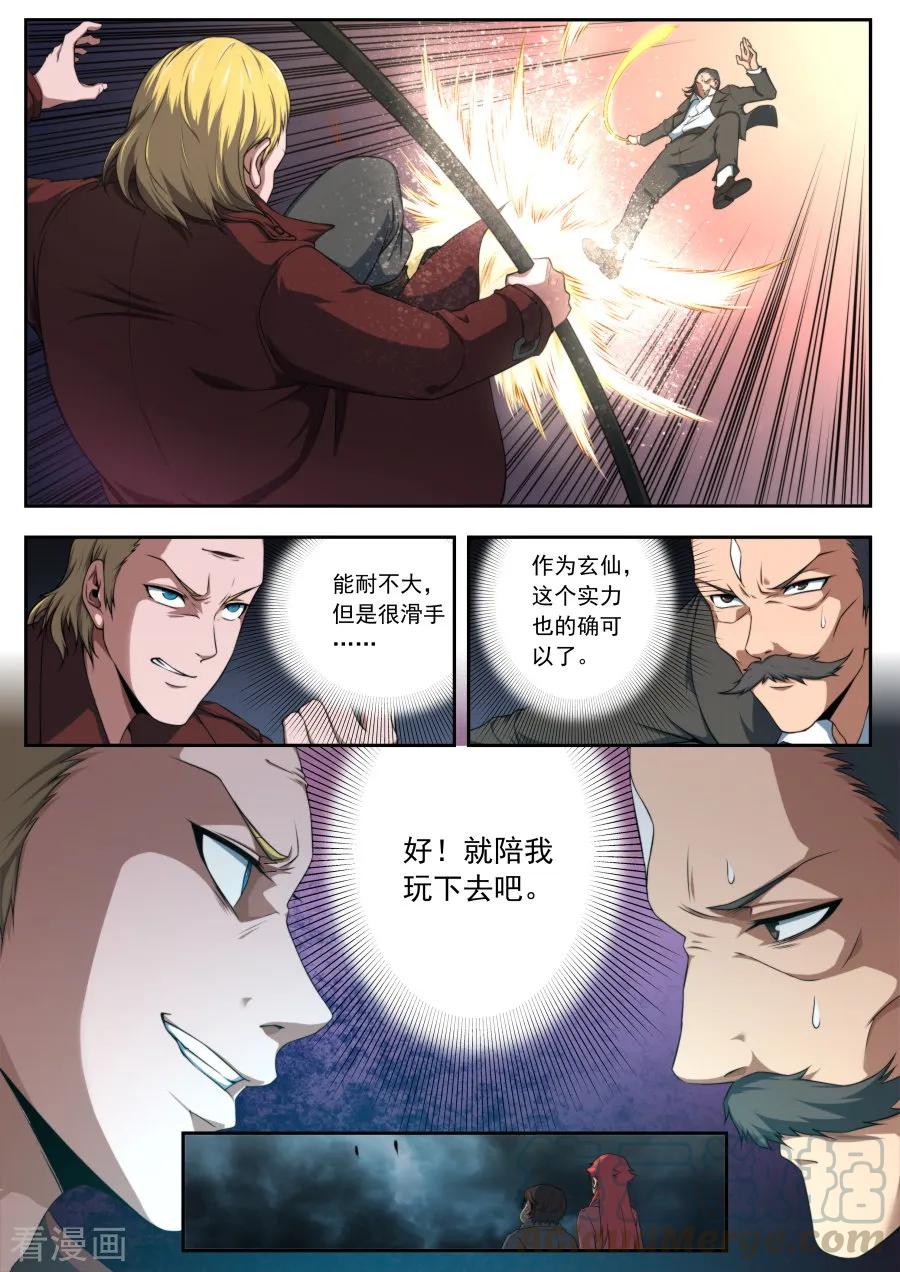 能耐不大，
但是很滑手
……
作为玄仙，
这个实力
也的确可
以了。
好！就陪我
玩下去吧。
看漫画